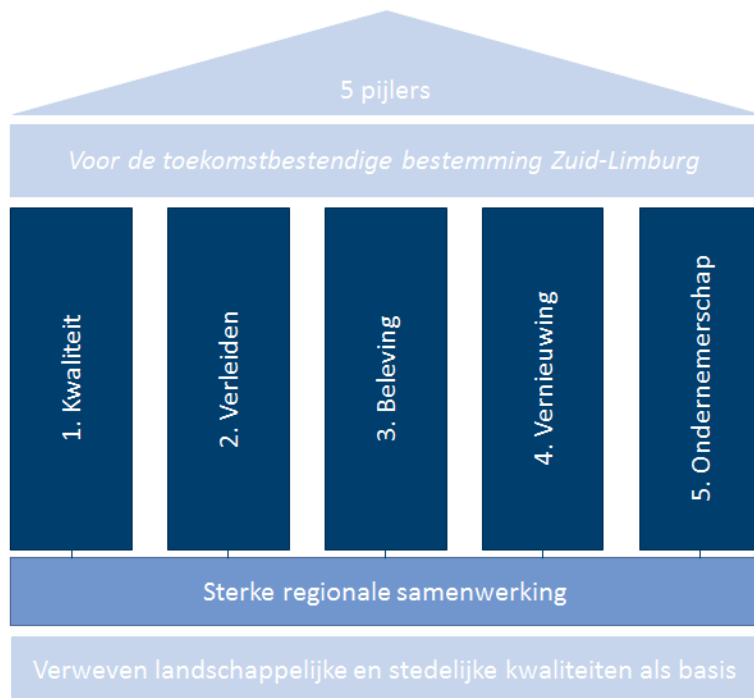 5 pijlers
Voor de toekomstbestendige bestemming Zuid-Limburg
1. Kwaliteit
2. Verleiden
3. Beleving
4. Vernieuwing
5. Ondernemerschap
Sterke regionale samenwerking
Verweven landschappelijke en stedelijke kwaliteiten als basis